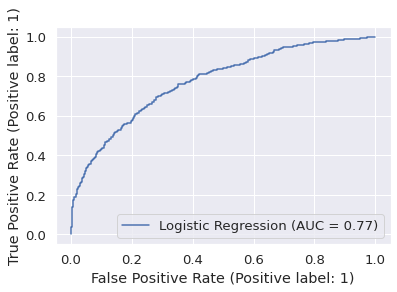 True Positive Rate (Positive label: 1)
1.0
0.8
0.6
0.4
0.2
0.0
Logistic Regression (AUC = 0.77)
0.0 0.2 0.4 0.6 0.8 1.0
False Positive Rate (Positive label: 1)